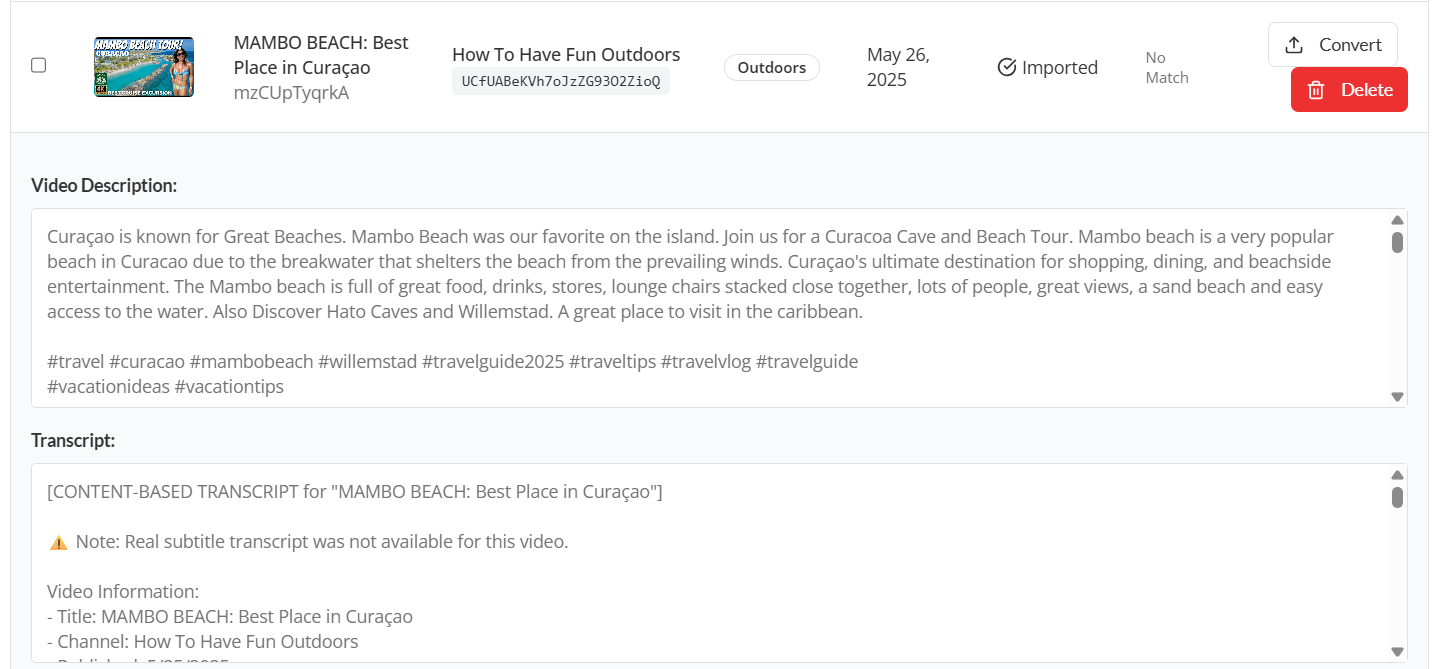 MAMBO BEACH TOUR!
CURAÇAO
4K
BEST CRUISE EXCURSION
MAMBO BEACH: Best
Place in Curaçao
mzCUpTyqrkA
How To Have Fun Outdoors
UCfUABeKVh7oJzZG93O2ZioQ
Outdoors
May 26,
2025
Imported
No
Match
Convert
Delete
Video Description:
Curaçao is known for Great Beaches. Mambo Beach was our favorite on the island. Join us for a Curacoa Cave and Beach Tour. Mambo beach is a very popular
beach in Curacao due to the breakwater that shelters the beach from the prevailing winds. Curaçao's ultimate destination for shopping, dining, and beachside
entertainment. The Mambo beach is full of great food, drinks, stores, lounge chairs stacked close together, lots of people, great views, a sand beach and easy
access to the water. Also Discover Hato Caves and Willemstad. A great place to visit in the caribbean.
#travel #curacao #mambobeach #willemstad #travelguide2025 #traveltips #travelvlog #travelguide
#vacationideas #vacationtips
Transcript:
[CONTENT-BASED TRANSCRIPT for "MAMBO BEACH: Best Place in Curaçao"]
⚠️ Note: Real subtitle transcript was not available for this video.
Video Information:
- Title: MAMBO BEACH: Best Place in Curaçao
- Channel: How To Have Fun Outdoors
- Published: 5/25/2025